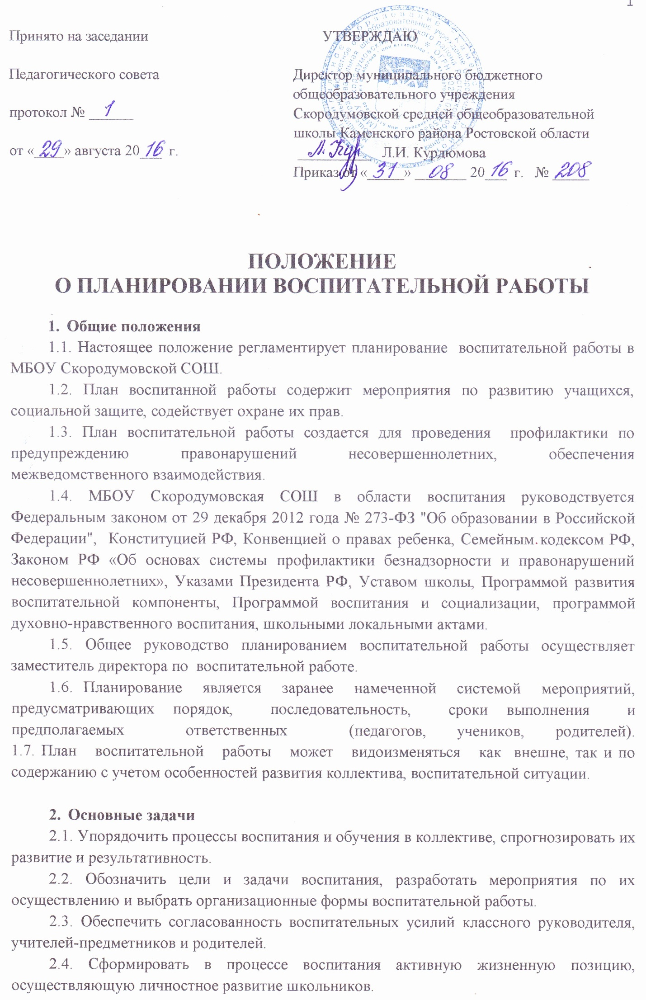 1
Принято на заседании
УТВЕРЖДАЮ
Педагогического совета
Директор муниципального бюджетного
общеобразовательного учреждения
протокол № 1
Скородумовской средней общеобразовательной
школы Каменского района Ростовской области
от «29» августа 2016 г.
Л.И. Курдюмова
Приказ от «31» 08 2016 г. № 208
ПОЛОЖЕНИЕ
О ПЛАНИРОВАНИИ ВОСПИТАТЕЛЬНОЙ РАБОТЫ
1. Общие положения
1.1. Настоящее положение регламентирует планирование воспитательной работы в
МБОУ Скородумовской СОШ.
1.2. План воспитанной работы содержит мероприятия по развитию учащихся,
социальной защите, содействует охране их прав.
1.3. План воспитательной работы создается для проведения профилактики по
предупреждению правонарушений несовершеннолетних, обеспечения
межведомственного взаимодействия.
1.4. МБОУ Скородумовская СОШ в области воспитания руководствуется
Федеральным законом от 29 декабря 2012 года № 273-ФЗ "Об образовании в Российской
Федерации", Конституцией РФ, Конвенцией о правах ребенка, Семейным кодексом РФ,
Законом РФ «Об основах системы профилактики безнадзорности и правонарушений
несовершеннолетних», Указами Президента РФ, Уставом школы, Программой развития
воспитательной компоненты, Программой воспитания и социализации, программой
духовно-нравственного воспитания, школьными локальными актами.
1.5. Общее руководство планированием воспитательной работы осуществляет
заместитель директора по воспитательной работе.
1.6. Планирование является заранее намеченной системой мероприятий,
предусматривающих порядок, последовательность, сроки выполнения и
предполагаемых ответственных (педагогов, учеников, родителей).
1.7. План воспитательной работы может видоизменяться как внешне, так и по
содержанию с учетом особенностей развития коллектива, воспитательной ситуации.
2. Основные задачи
2.1. Упорядочить процессы воспитания и обучения в коллективе, спрогнозировать их
развитие и результативность.
2.2. Обозначить цели и задачи воспитания, разработать мероприятия по их
осуществлению и выбрать организационные формы воспитательной работы.
2.3. Обеспечить согласованность воспитательных усилий классного руководителя,
учителей-предметников и родителей.
2.4. Сформировать в процессе воспитания активную жизненную позицию,
осуществляющую личностное развитие школьников.